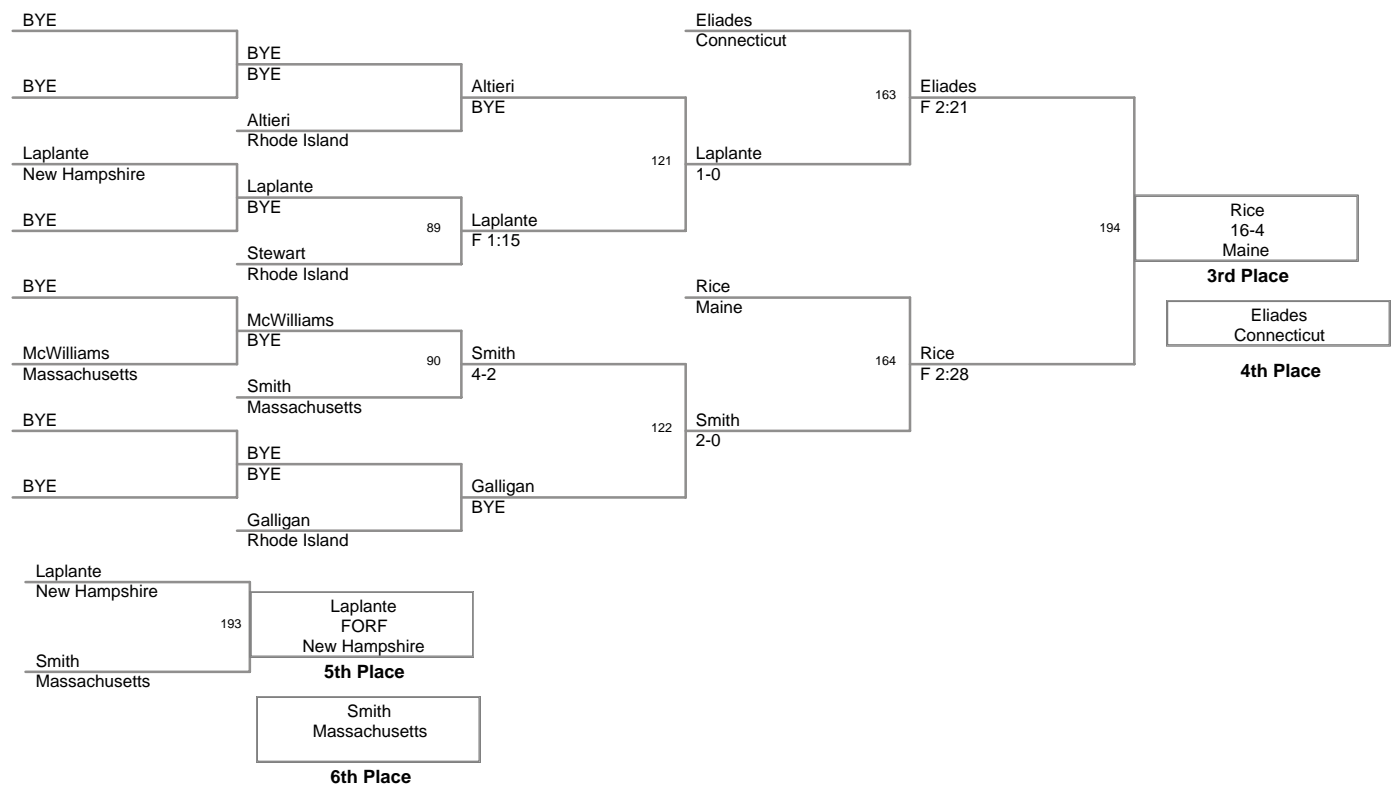 BYE
BYE
BYE
BYE
Altieri
Rhode Island
Altieri
BYE
Laplante
New Hampshire
BYE
Laplante
BYE
89
Stewart
Rhode Island
Laplante
F 1:15
121
Laplante
1-0
Eliades
Connecticut
163
Eliades
F 2:21
BYE
McWilliams
Massachusetts
McWilliams
BYE
90
Smith
Massachusetts
Smith
4-2
BYE
BYE
BYE
BYE
Galligan
Rhode Island
Galligan
BYE
122
Smith
2-0
Rice
Maine
164
Rice
F 2:28
194
Rice
16-4
Maine
3rd Place
Eliades
Connecticut
4th Place
Laplante
New Hampshire
193
Smith
Massachusetts
Laplante
FORF
New Hampshire
5th Place
Smith
Massachusetts
6th Place